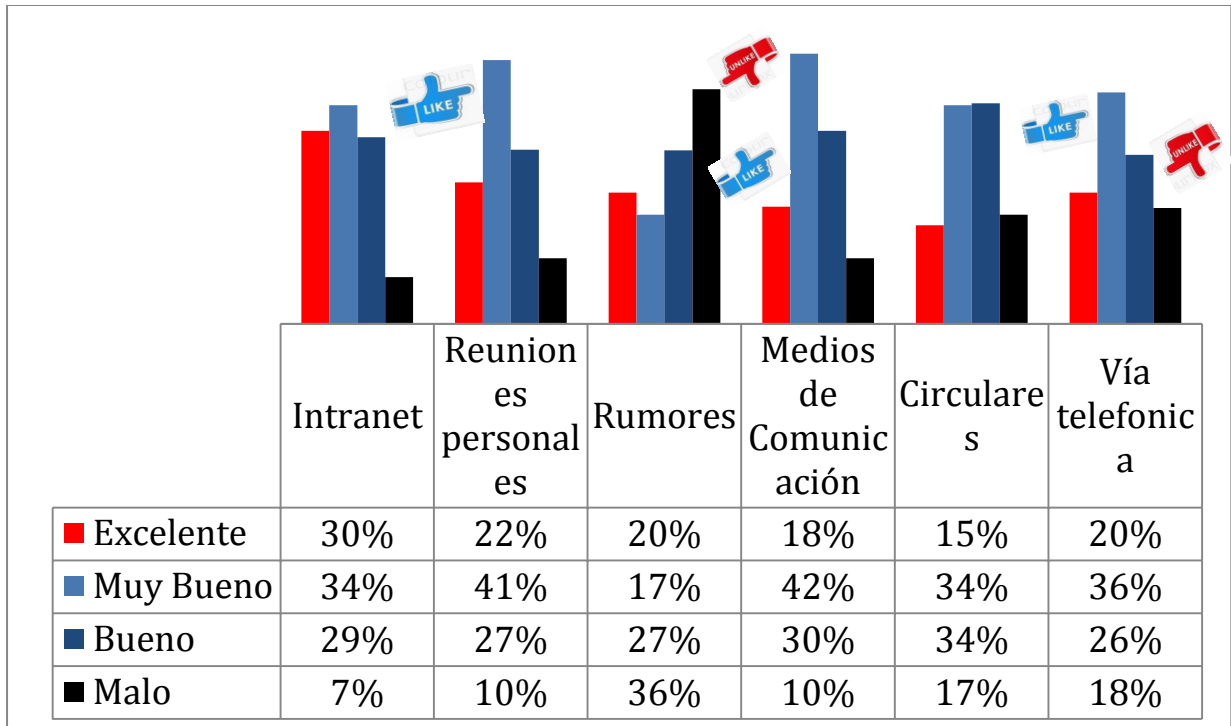 LIKE
UNLIKE
LIKE
LIKE
UNLIKE
Intranet
Reunion
es
personal
es
Rumores
Medios
de
Comunic
ación
Circulare
s
Vía
telefonic
a
Excelente 30% 22% 20% 18% 15% 20%
Muy Bueno 34% 41% 17% 42% 34% 36%
Bueno 29% 27% 27% 30% 34% 26%
Malo 7% 10% 36% 10% 17% 18%